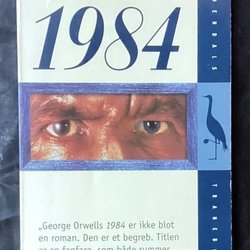 1984
„George Orwells 1984 er ikke blot
en roman. Den er et begreb. Titlen
er en fanfare, som både rummer